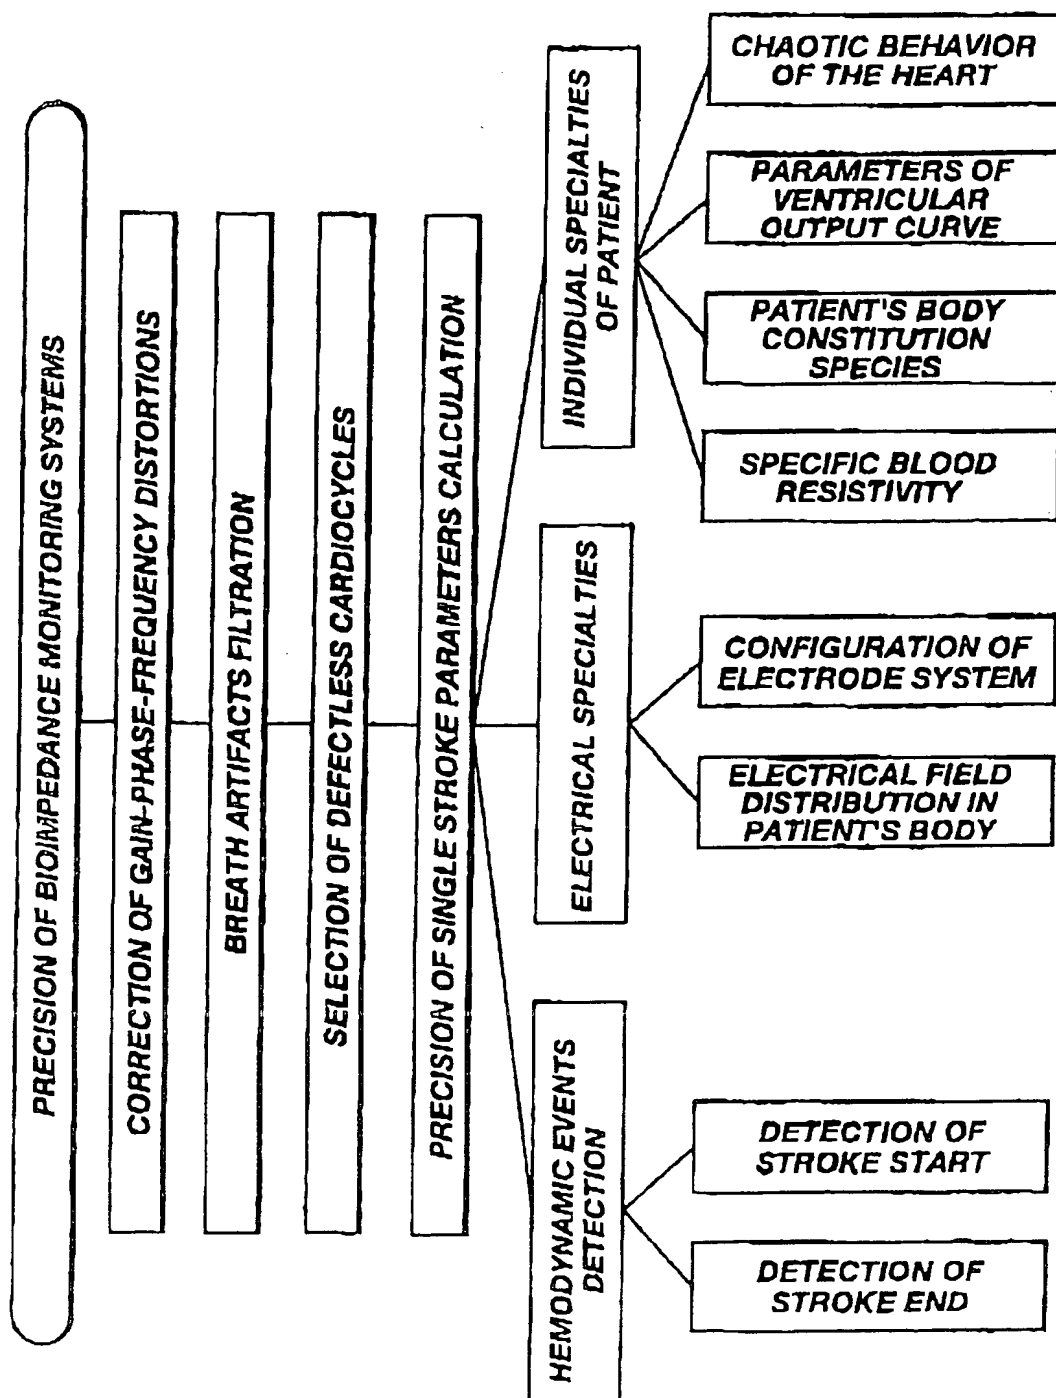 PRECISION OF BIOIMPEDANCE MONITORING SYSTEMS
CORRECTION OF GAN-PHASE-FREQUENCY DISTORTIONS
BREATH ARTIFACTS FILTRATION
SELECTION OF DEFECTLESS CARDIOCYCLES
PRECISION OF SINGLE STROKE PARAMETERS CALCULATION
INDIVIDUAL SPECIALTIES
OF PATIENT
CHAOTIC BEHAVIOR
OF THE HEART
PARAMETERS OF
VENTRICULAR
OUTPUT CURVE
PATIENT'S BODY
CONSTITUTION
SPECIES
SPECIFIC BLOOD
RESISTIVITY
ELECTRICAL SPECIALTIES
CONFIGURATION OF
ELECTRODE SYSTEM
ELECTRICAL FIELD
DISTRIBUTION IN
PATIENT'S BODY
HEMODYNAMIC EVENTS
DETECTION
DETECTION OF
STROKE START
DETECTION OF
STROKE END